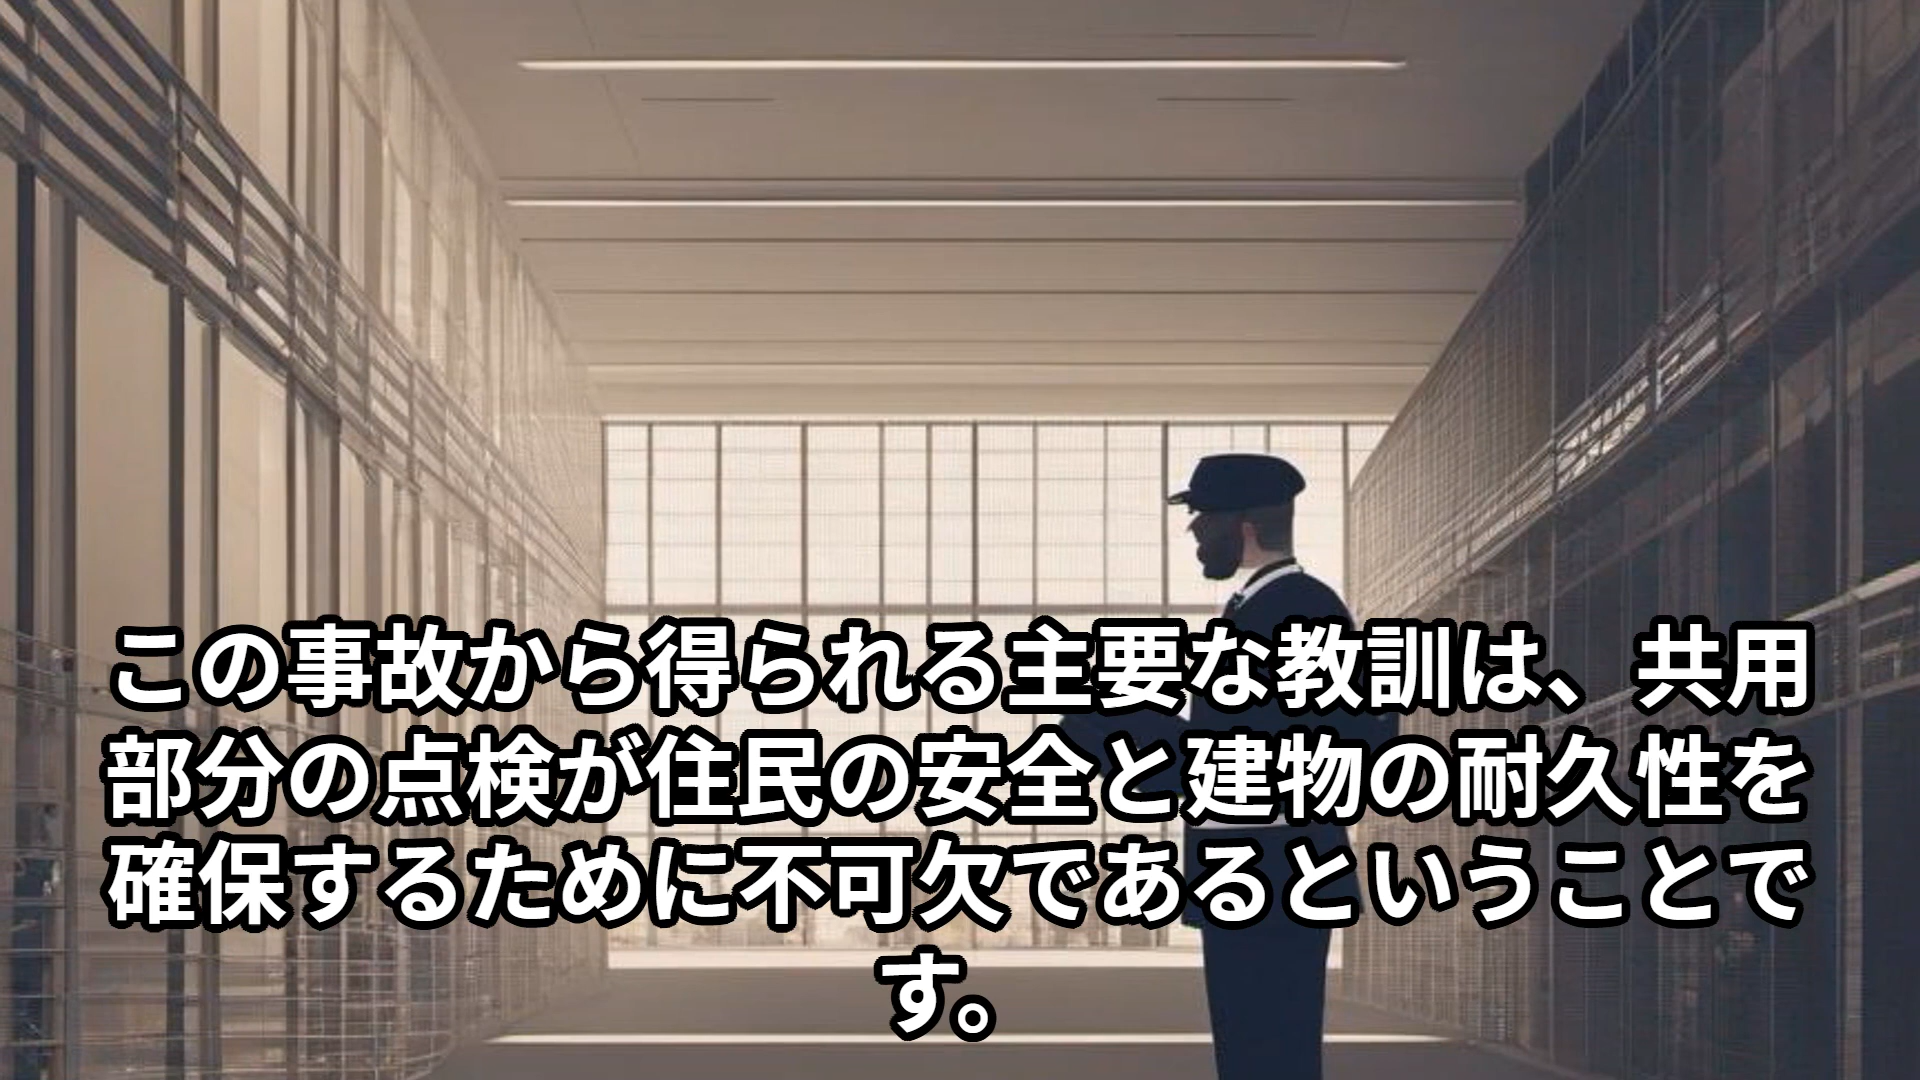 この事故から得られる主要な教訓は、共用
部分の点検が住民の安全と建物の耐久性を
確保するために不可欠であるということで
す。